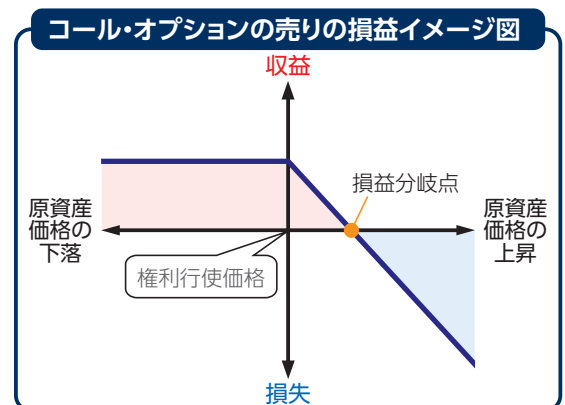 コール・オプションの売りの損益イメージ図
収益
損益分岐点
原資産
価格の
下落
原資産
価格の
上昇
権利行使価格
損失